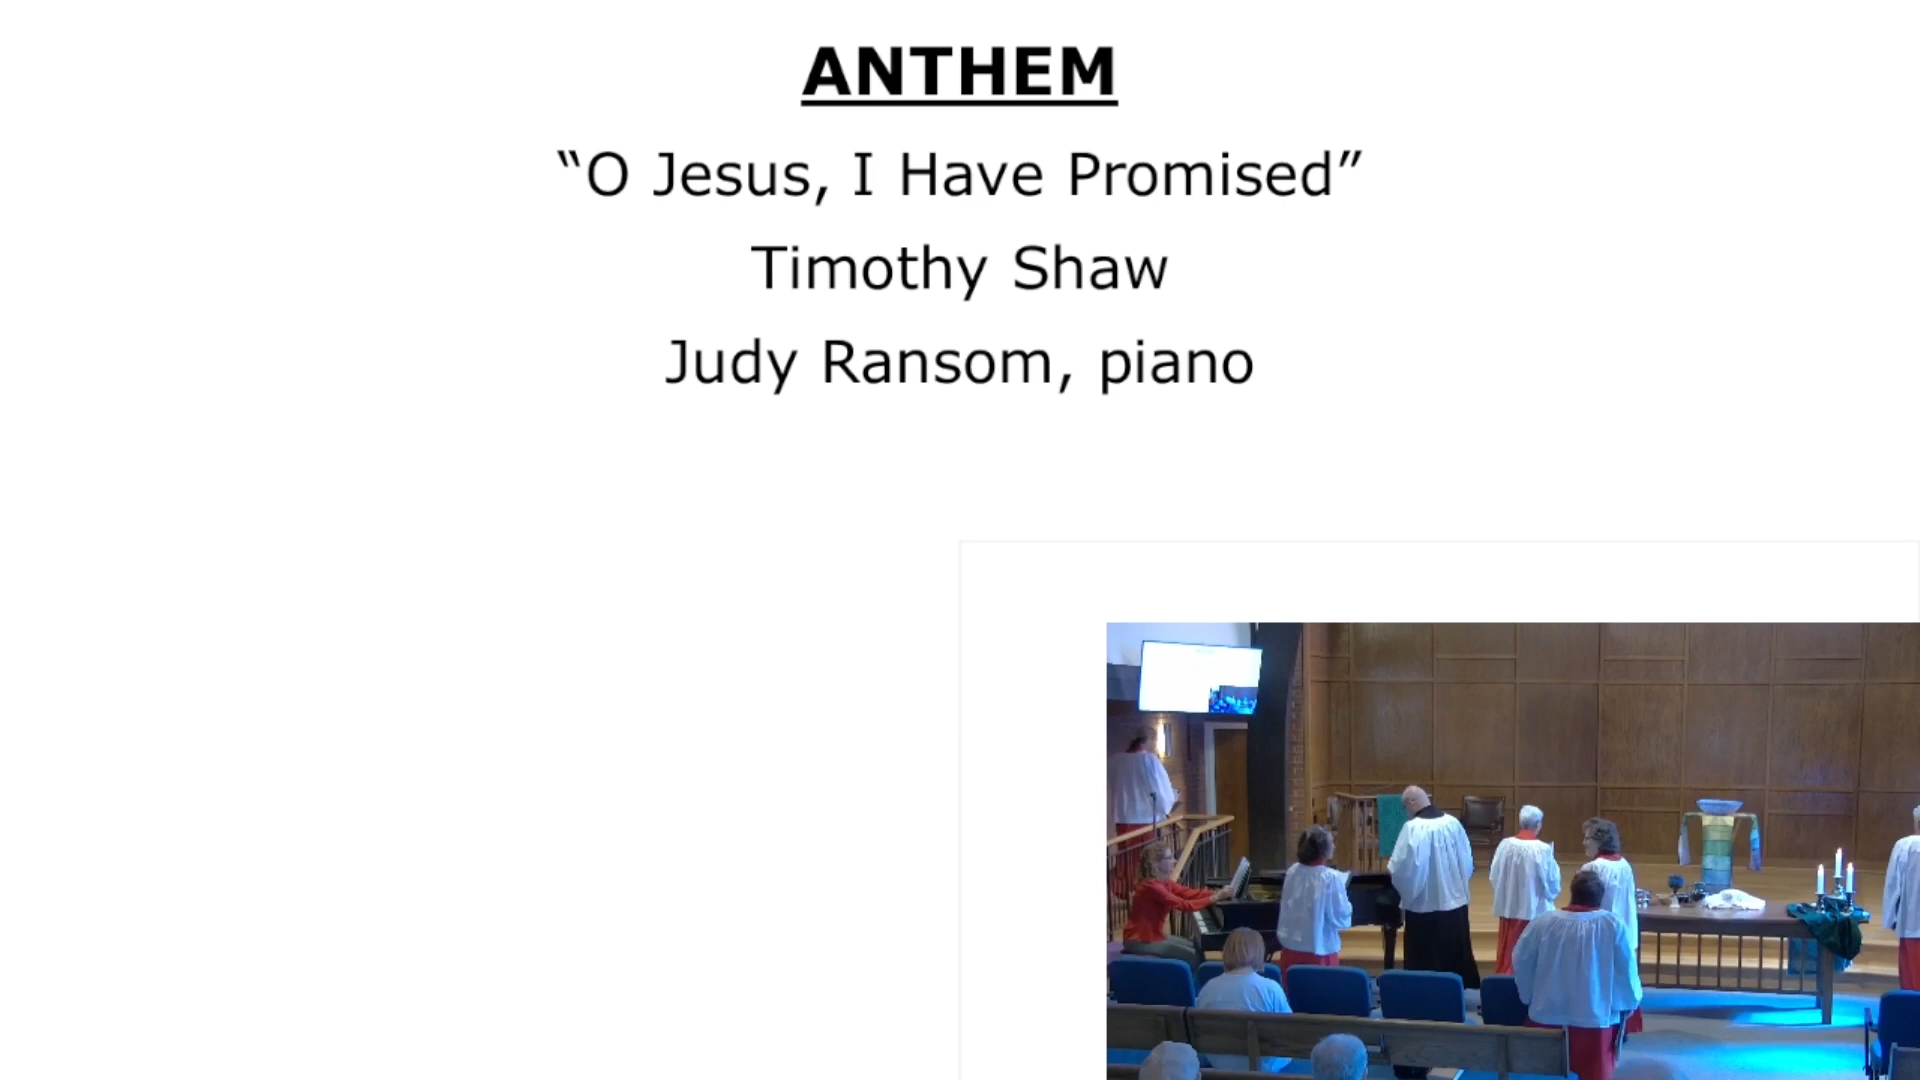 ANTHEM
“O Jesus, I Have Promised”
Timothy Shaw
Judy Ransom, piano